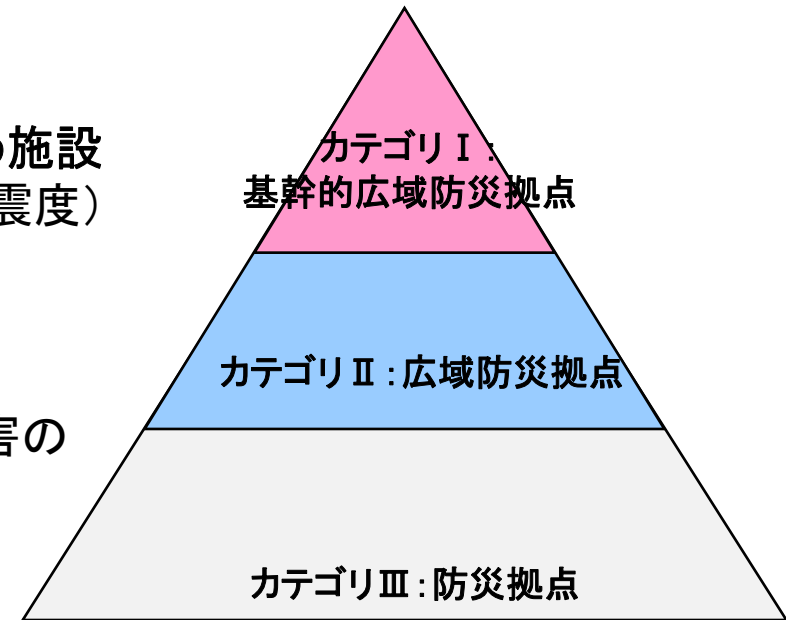 の施設
震度）
害の
カテゴリⅠ：
基幹的広域防災拠点
カテゴリⅡ：広域防災拠点
カテゴリⅢ：防災拠点